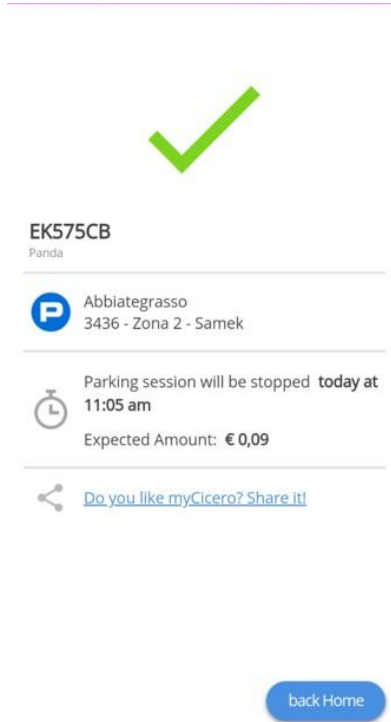 EK575CB
Panda
P
Abbiategrasso
3436 - Zona 2 - Samek
Parking session will be stopped today at
11:05 am
Expected Amount: € 0,09
Do you like myCicero? Share it!
back Home